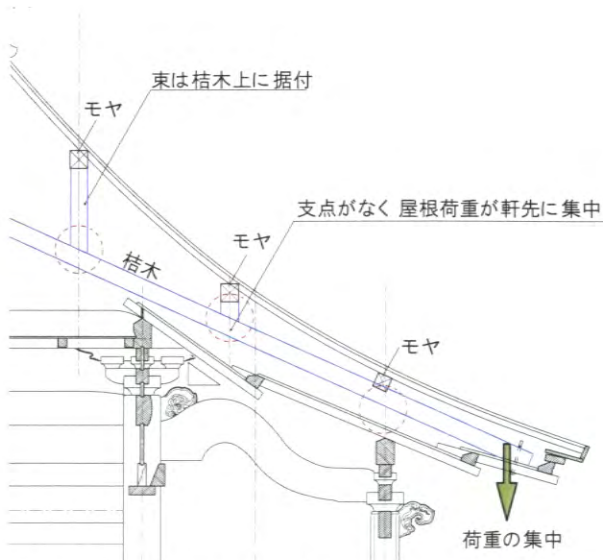 束は桔木上に据付
モヤ
支点がなく 屋根荷重が軒先に集中
モヤ
桔木
モヤ
荷重の集中